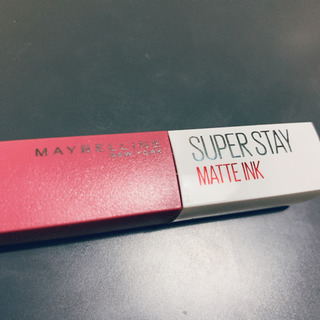 MAYBELLINE
NEW YORK
SUPER STAY
MATTE INK